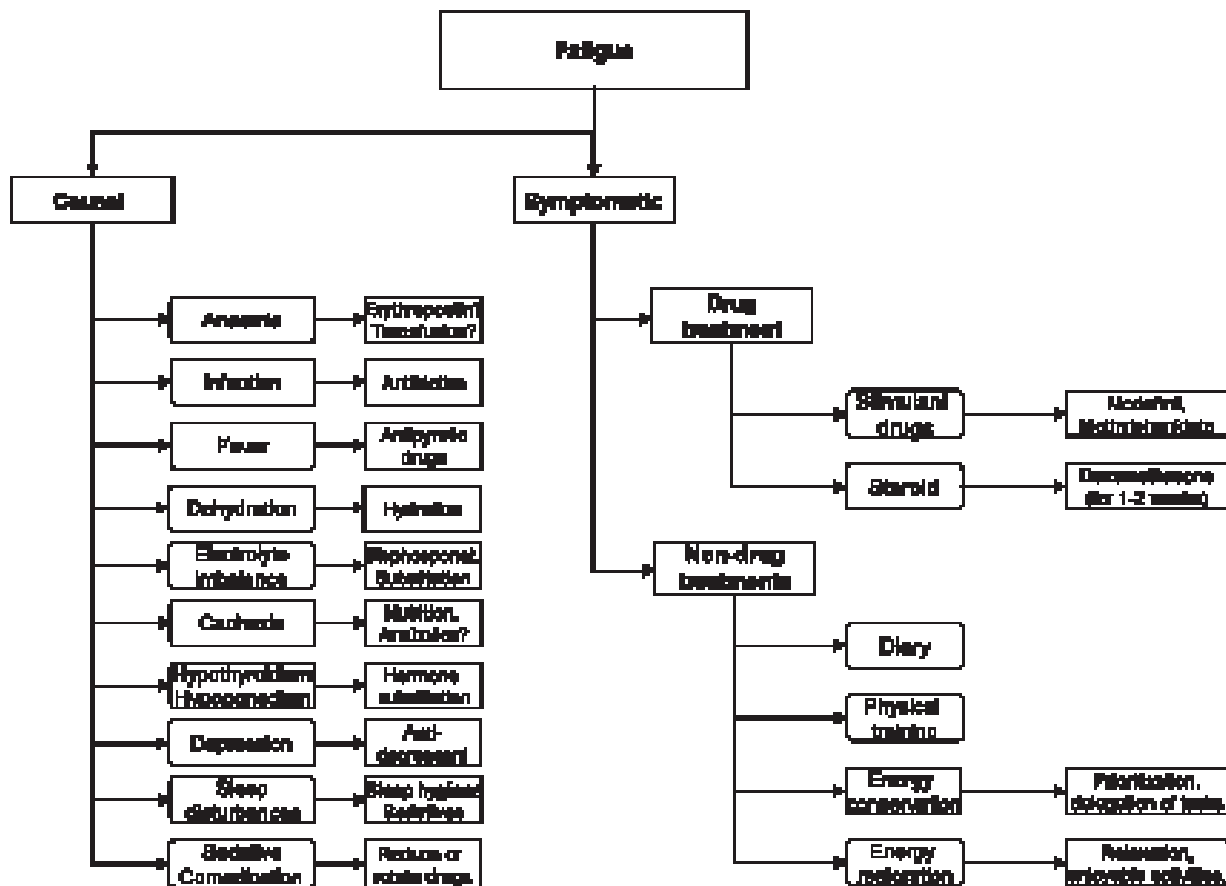 Fatigue
Causal
Symptomatic
Anaemia
Erythropoetin?
Transfusion?
Infection
Antibiotics
Fever
Antipyretic
drugs
Dehydration
Hydration
Electrolyte
imbalance
Substitution
Cachexia
Nutrition,
Hypothyroidism
Hypogonadism
Hormone
substitution
Depression
Anti-
depressant
Sleep
disturbances
Sleep hygiene
Sedatives
Sedative
Comedication
Reduce or
rotate drugs
Drug
treatment
Stimulant
drugs
Modafinil,
Methylphenidate
Steroid
Dexamethasone
(for 1-2 weeks)
Non-drug
treatments
Diary
Physical
training
Energy
conservation
Prioritization,
delegation of tasks
Energy
restoration
Relaxation,
enjoyable activities